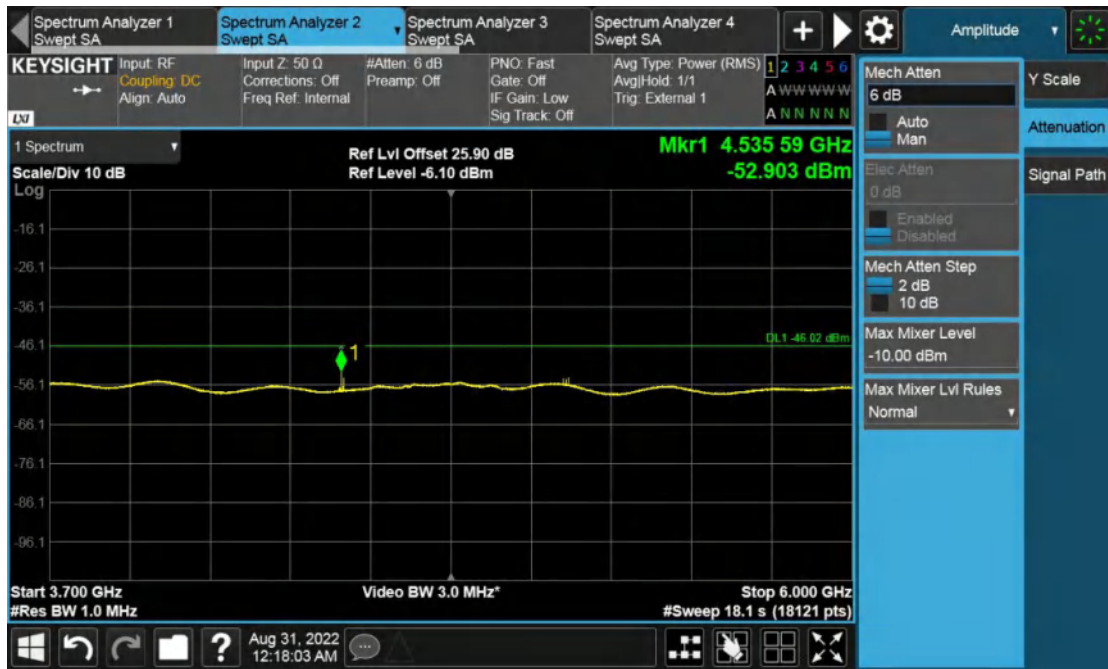 Spectrum Analyzer 1
Swept SA
Spectrum Analyzer 2
Swept SA
Spectrum Analyzer 3
Swept SA
Spectrum Analyzer 4
Swept SA
+
Amplitude
KEYSIGHT
LXI
Input: RF
Coupling: DC
Align: Auto
Input Z: 50 Ω
Corrections: Off
Freq Ref: Internal
#Atten: 6 dB
Preamp: Off
PNO: Fast
Gate: Off
IF Gain: Low
Sig Track: Off
Avg Type: Power (RMS)
Avg|Hold: 1/1
Trig: External 1
1 2 3 4 5 6
A W W W W W
A N N N N N
1 Spectrum
Scale/Div 10 dB
Log
Ref Lvl Offset 25.90 dB
Ref Level -6.10 dBm
Mkr1 4.535 59 GHz
-52.903 dBm
-16.1
-26.1
-36.1
-46.1
-56.1
-66.1
-76.1
-86.1
-96.1
DL1 -46.02 dBm
1
Start 3.700 GHz
#Res BW 1.0 MHz
Video BW 3.0 MHz*
Stop 6.000 GHz
#Sweep 18.1 s (18121 pts)
Mech Atten
6 dB
Auto
Man
Elec Atten
0 dB
Enabled
Disabled
Mech Atten Step
2 dB
10 dB
Max Mixer Level
-10.00 dBm
Max Mixer Lvl Rules
Normal
Y Scale
Attenuation
Signal Path
?
Aug 31, 2022
12:18:03 AM